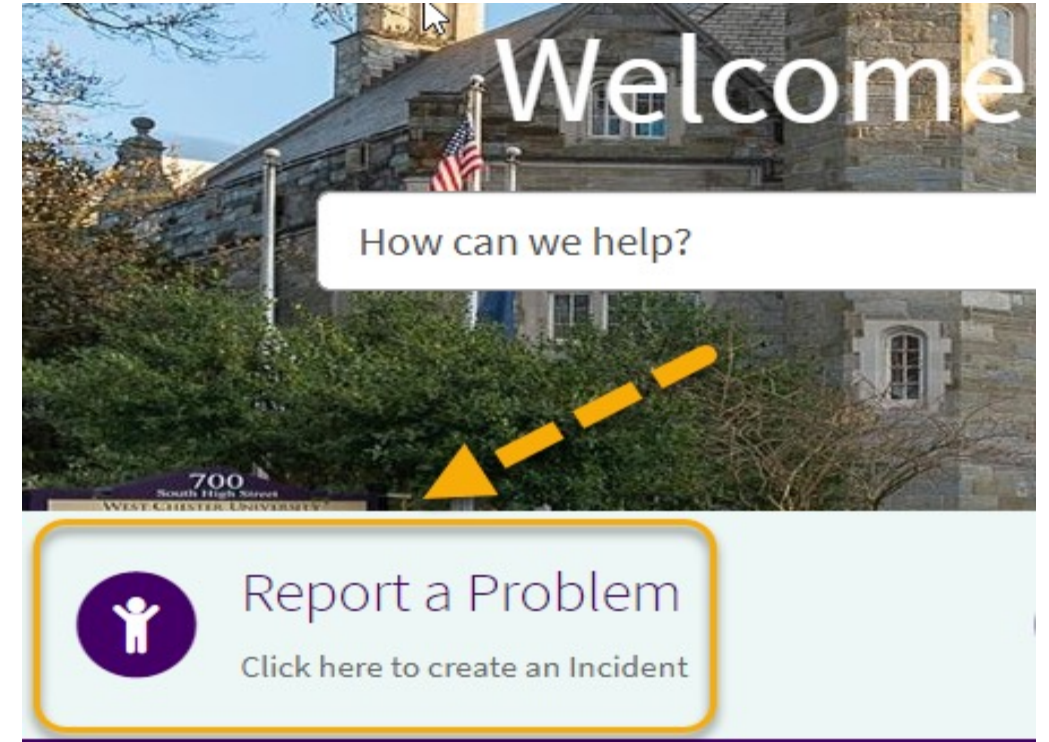 Welcome
How can we help?
700
South High Street
WEST CHESTER UNIVERSITY
Report a Problem
Click here to create an Incident